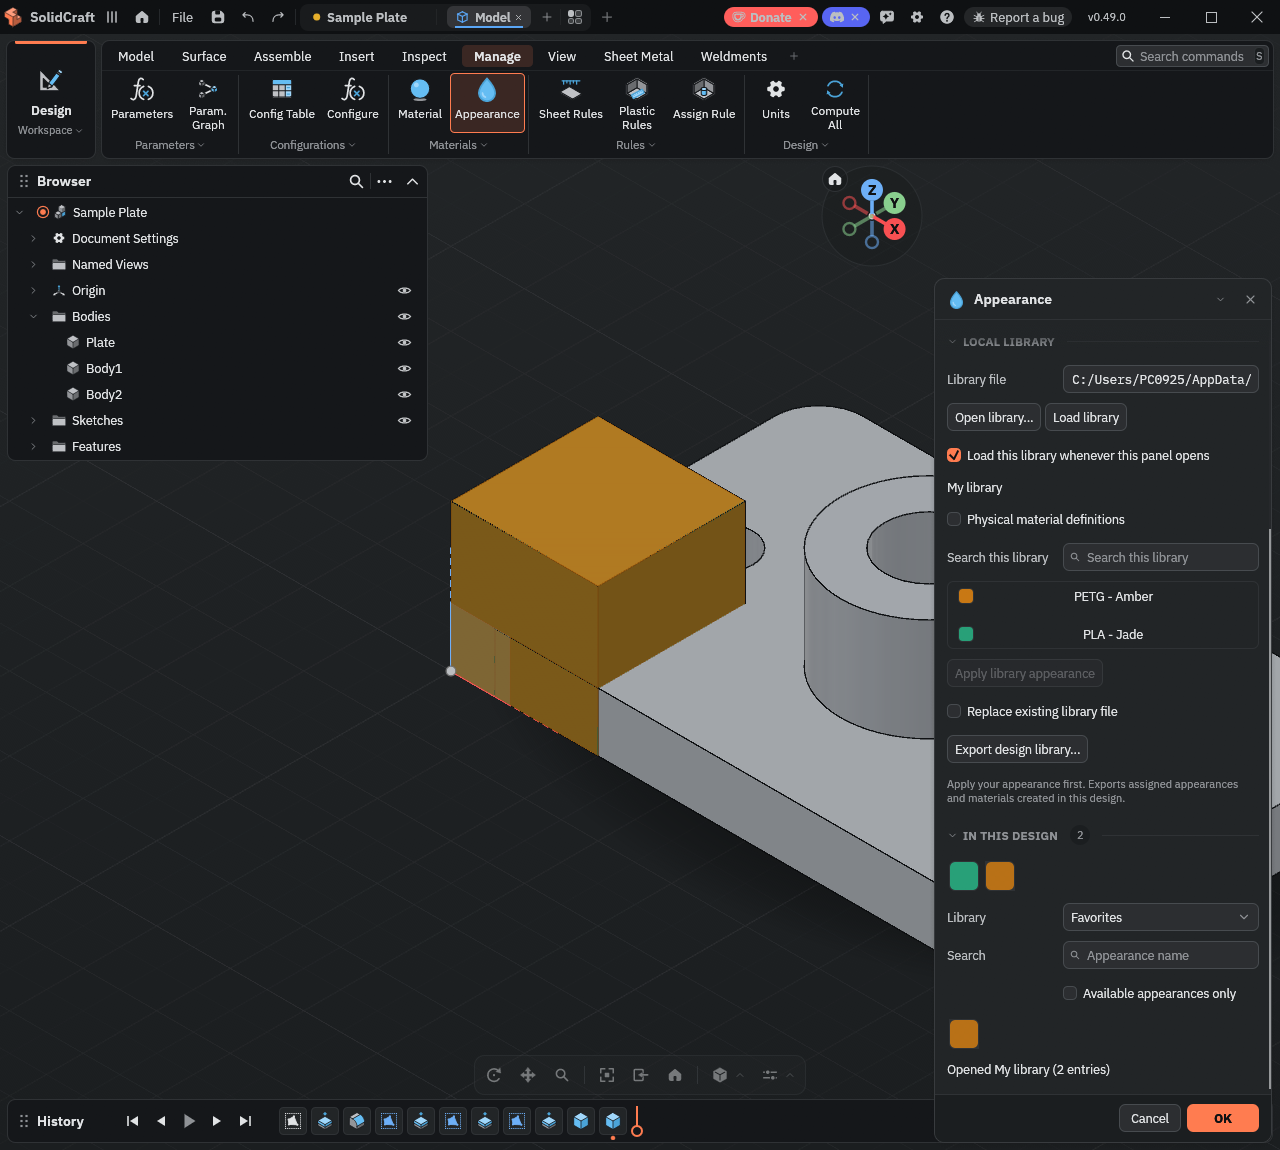 SolidCraft
File
Sample Plate
Model
Donate
Report a bug
v0.49.0
Model
Surface
Assemble
Insert
Inspect
Manage
View
Sheet Metal
Weldments
Search commands
S
Design
Workspace
Parameters
Param.
Graph
Config Table
Configure
Material
Appearance
Sheet Rules
Plastic
Rules
Assign Rule
Units
Compute
All
Parameters
Configurations
Materials
Rules
Design
Browser
Sample Plate
Document Settings
Named Views
Origin
Bodies
Plate
Body1
Body2
Sketches
Features
Z
Y
X
Appearance
LOCAL LIBRARY
Library file
C:/Users/PC0925/AppData/
Open library...
Load library
Load this library whenever this panel opens
My library
Physical material definitions
Search this library
Search this library
PETG - Amber
PLA - Jade
Apply library appearance
Replace existing library file
Export design library...
Apply your appearance first. Exports assigned appearances
and materials created in this design.
IN THIS DESIGN
2
Library
Favorites
Search
Appearance name
Available appearances only
Opened My library (2 entries)
Cancel
OK
History